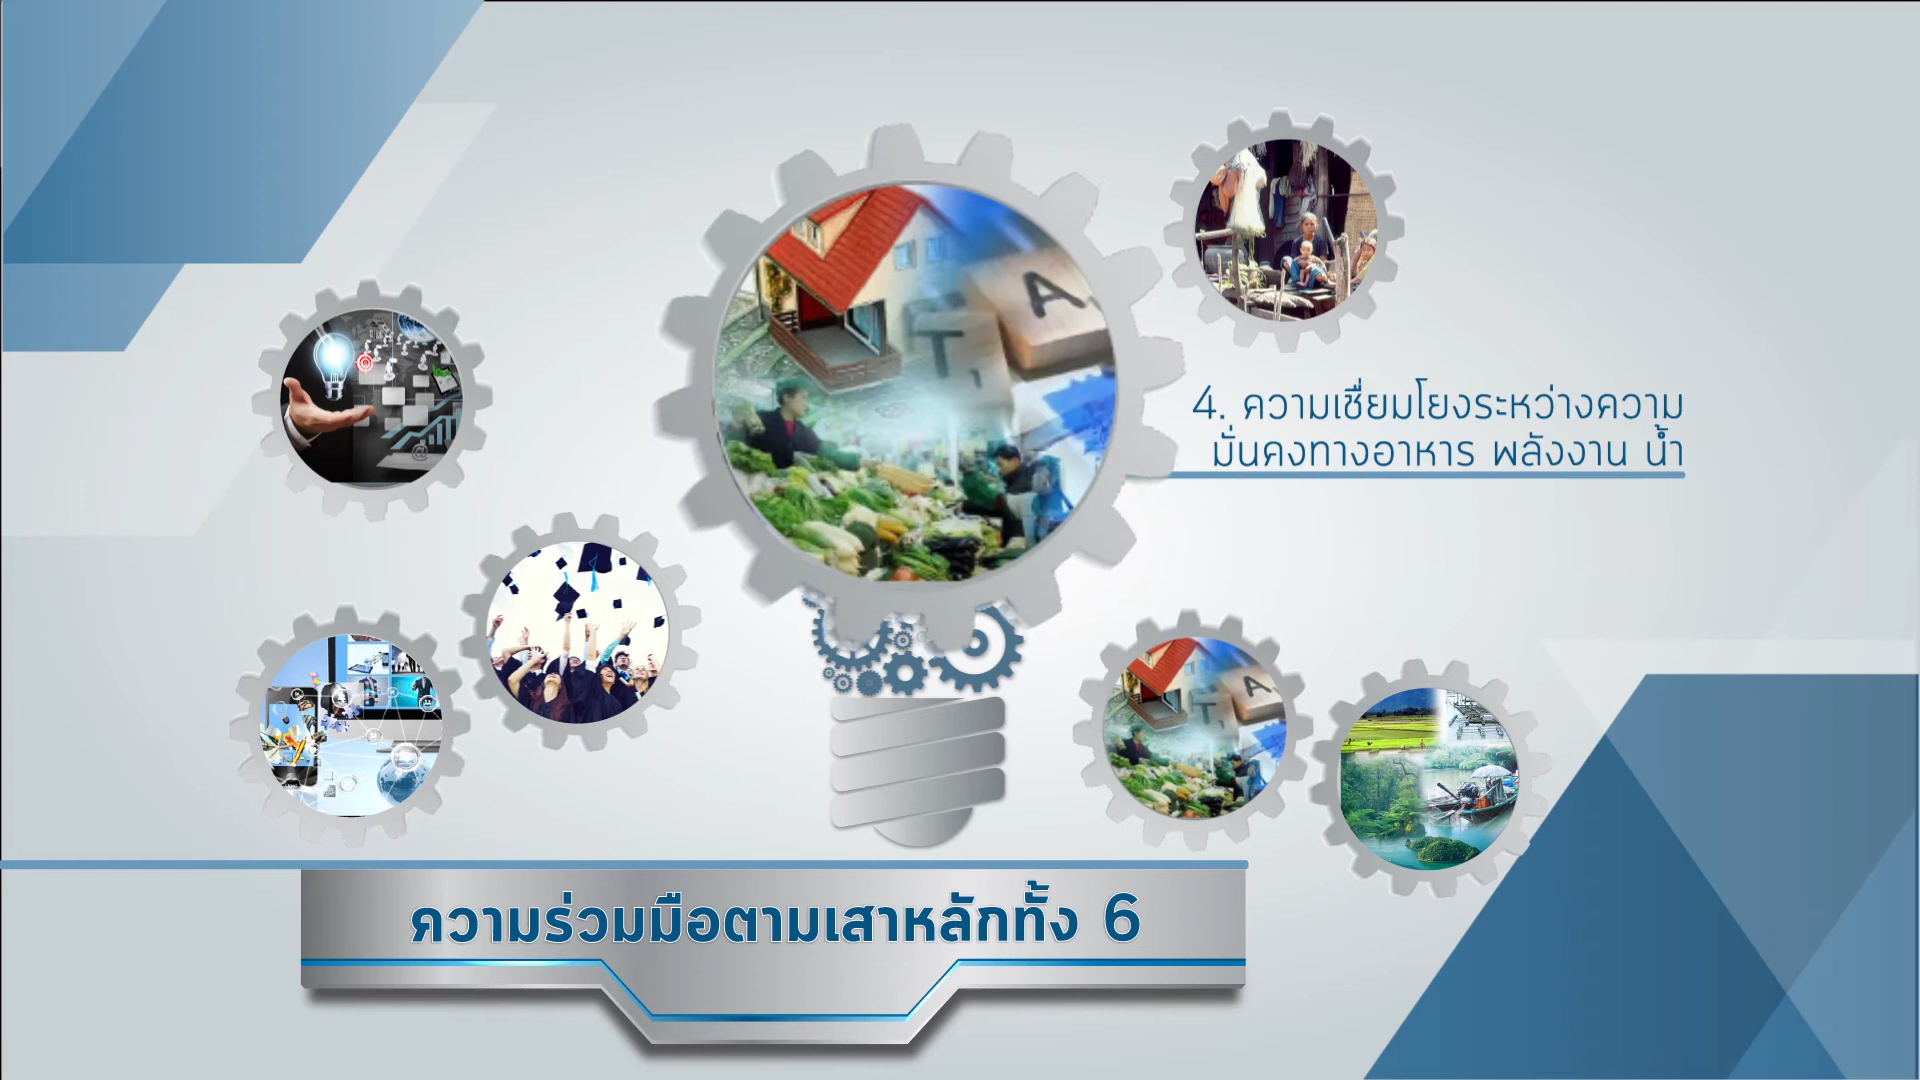 4. ความเชื่อมโยงระหว่างความ
มั่นคงทางอาหาร พลังงาน น้ำ
A
T
A
T
ความร่วมมือตามเสาหลักทั้ง 6